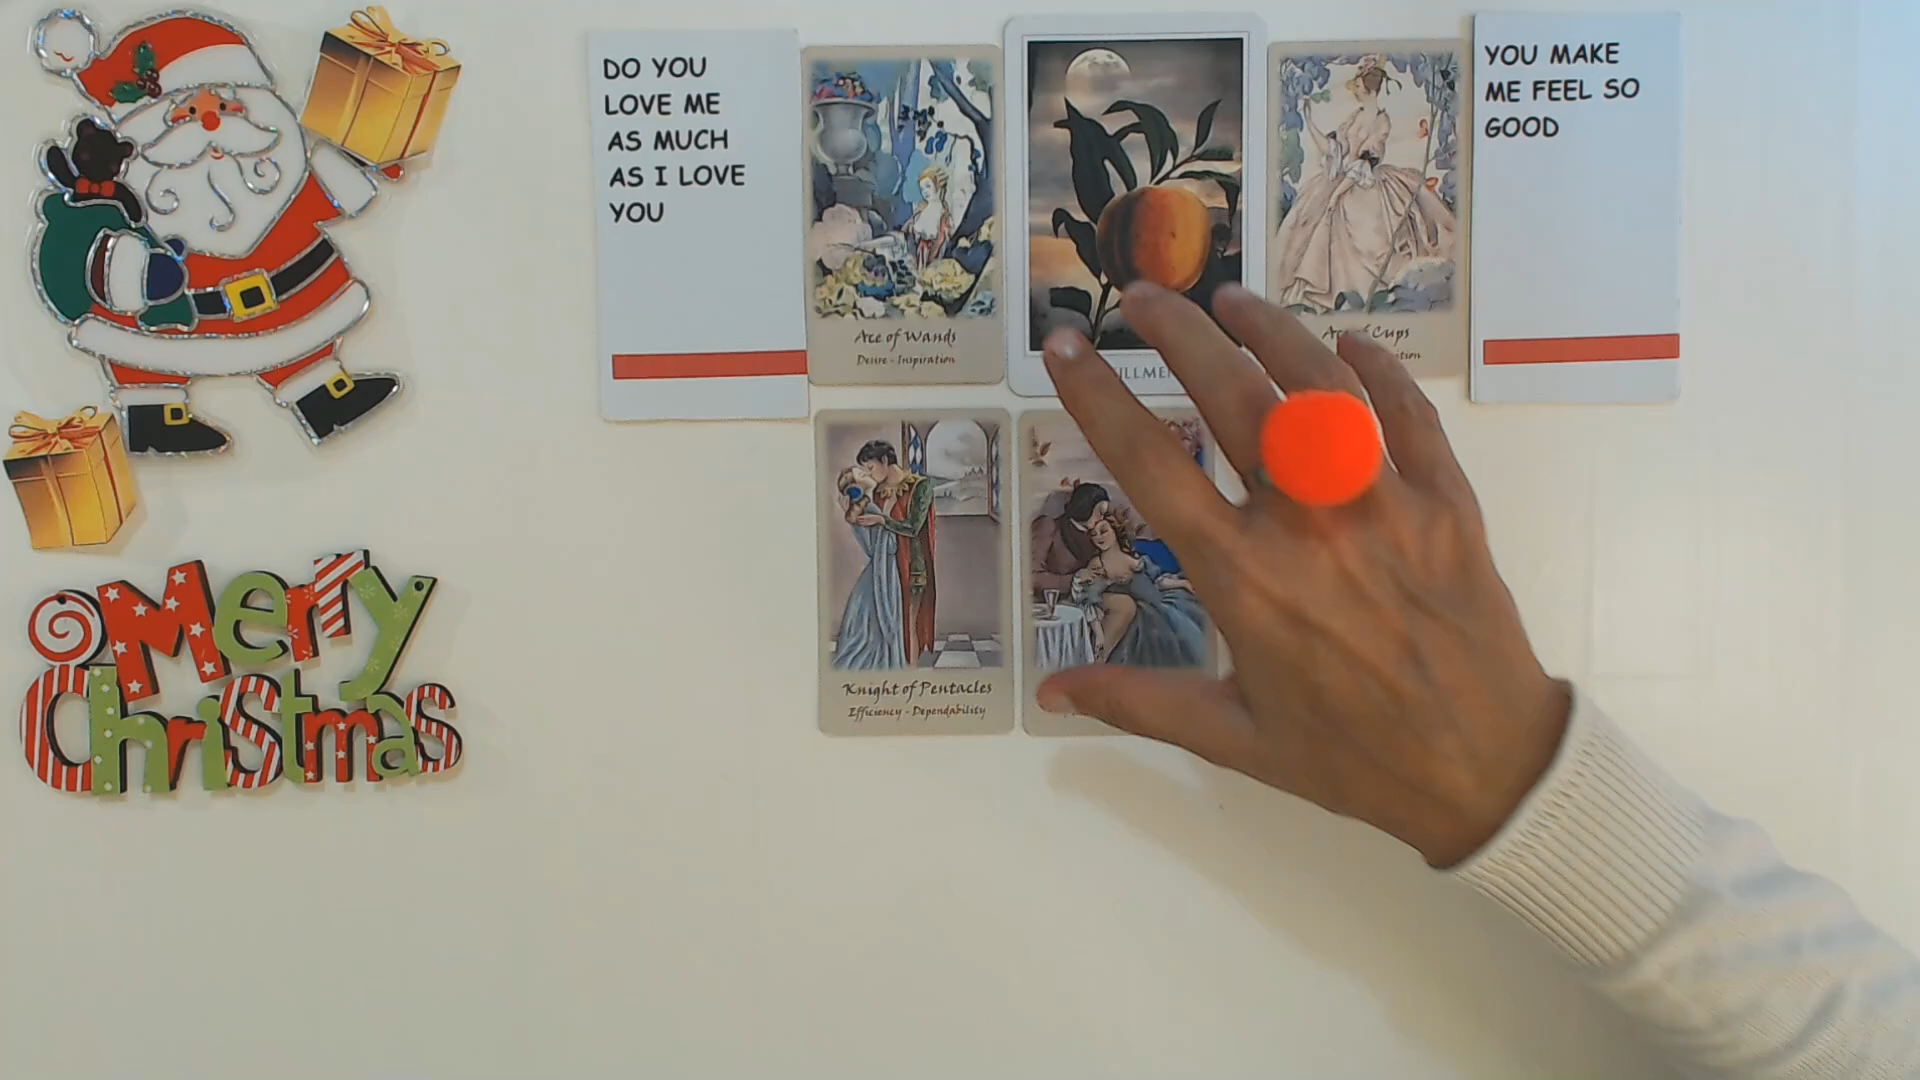 DO YOU
LOVE ME
AS MUCH
AS I LOVE
YOU
Ace of Wands
Desire - Inspiration
YOU MAKE
ME FEEL SO
GOOD
Knight of Pentacles
Efficiency - Dependability
Merry
Christmas